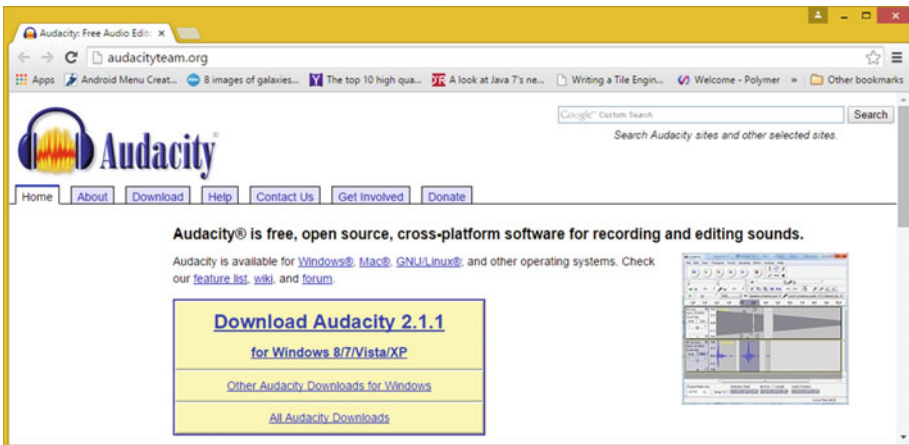 Audacity: Free Audio Edit
audacityteam.org
Apps Android Menu Creat... 8 images of galaxies... The top 10 high qua... A look at Java 7's ne... Writing a Tile Engin... Welcome - Polymer » Other bookmarks
Google™ Custom Search Search
Search Audacity sites and other selected sites.
Audacity®
Home About Download Help Contact Us Get Involved Donate
Audacity® is free, open source, cross-platform software for recording and editing sounds.
Audacity is available for Windows®, Mac®, GNU/Linux®, and other operating systems. Check
our feature list, wiki, and forum.
Download Audacity 2.1.1
for Windows 8/7/Vista/XP
Other Audacity Downloads for Windows
All Audacity Downloads